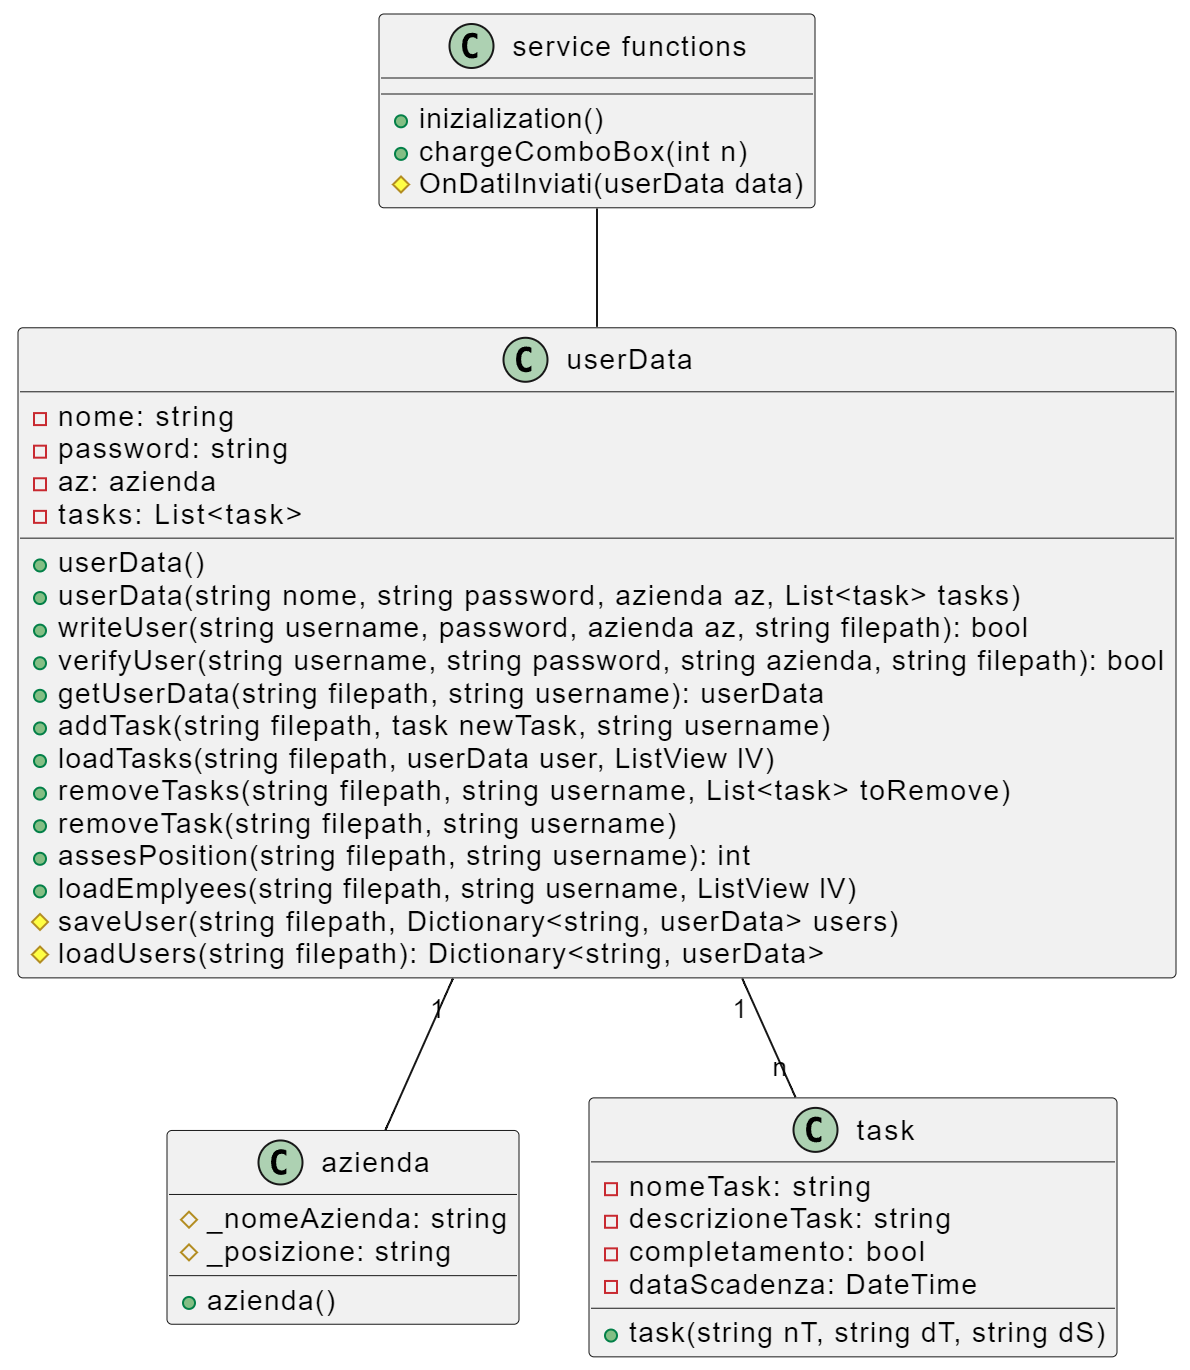 C service functions
inizialization()
chargeComboBox(int n)
OnDatiInviati(userData data)
C userData
nome: string
password: string
az: azienda
tasks: List<task>
userData()
userData(string nome, string password, azienda az, List<task> tasks)
writeUser(string username, password, azienda az, string filepath): bool
verifyUser(string username, string password, string azienda, string filepath): bool
getUserData(string filepath, string username): userData
addTask(string filepath, task newTask, string username)
loadTasks(string filepath, userData user, ListView lV)
removeTasks(string filepath, string username, List<task> toRemove)
removeTask(string filepath, string username)
assesPosition(string filepath, string username): int
loadEmplyees(string filepath, string username, ListView lV)
saveUser(string filepath, Dictionary<string, userData> users)
loadUsers(string filepath): Dictionary<string, userData>
1
1
n
C azienda
_nomeAzienda: string
_posizione: string
azienda()
C task
nomeTask: string
descrizioneTask: string
completamento: bool
dataScadenza: DateTime
task(string nT, string dT, string dS)